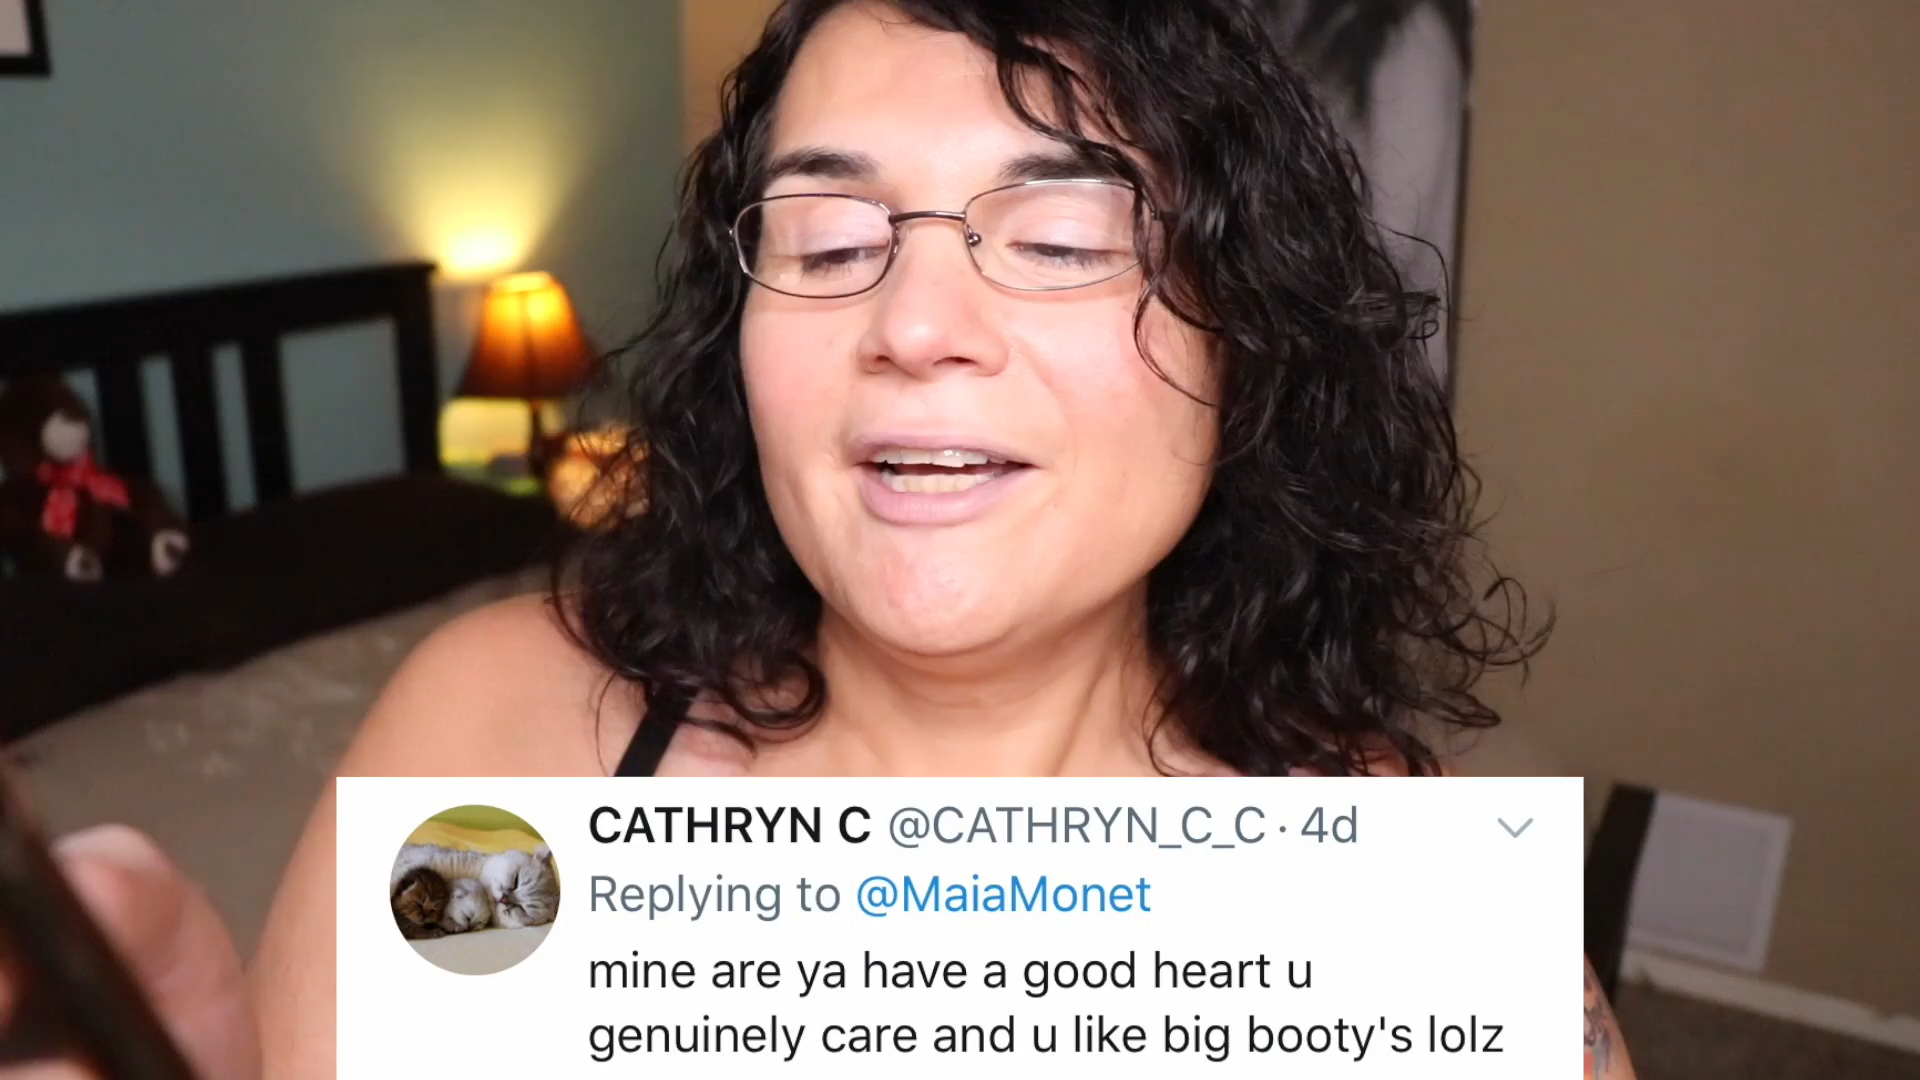 CATHRYN C @CATHRYN_C_C · 4d
Replying to @MaiaMonet
mine are ya have a good heart u
genuinely care and u like big booty's lolz